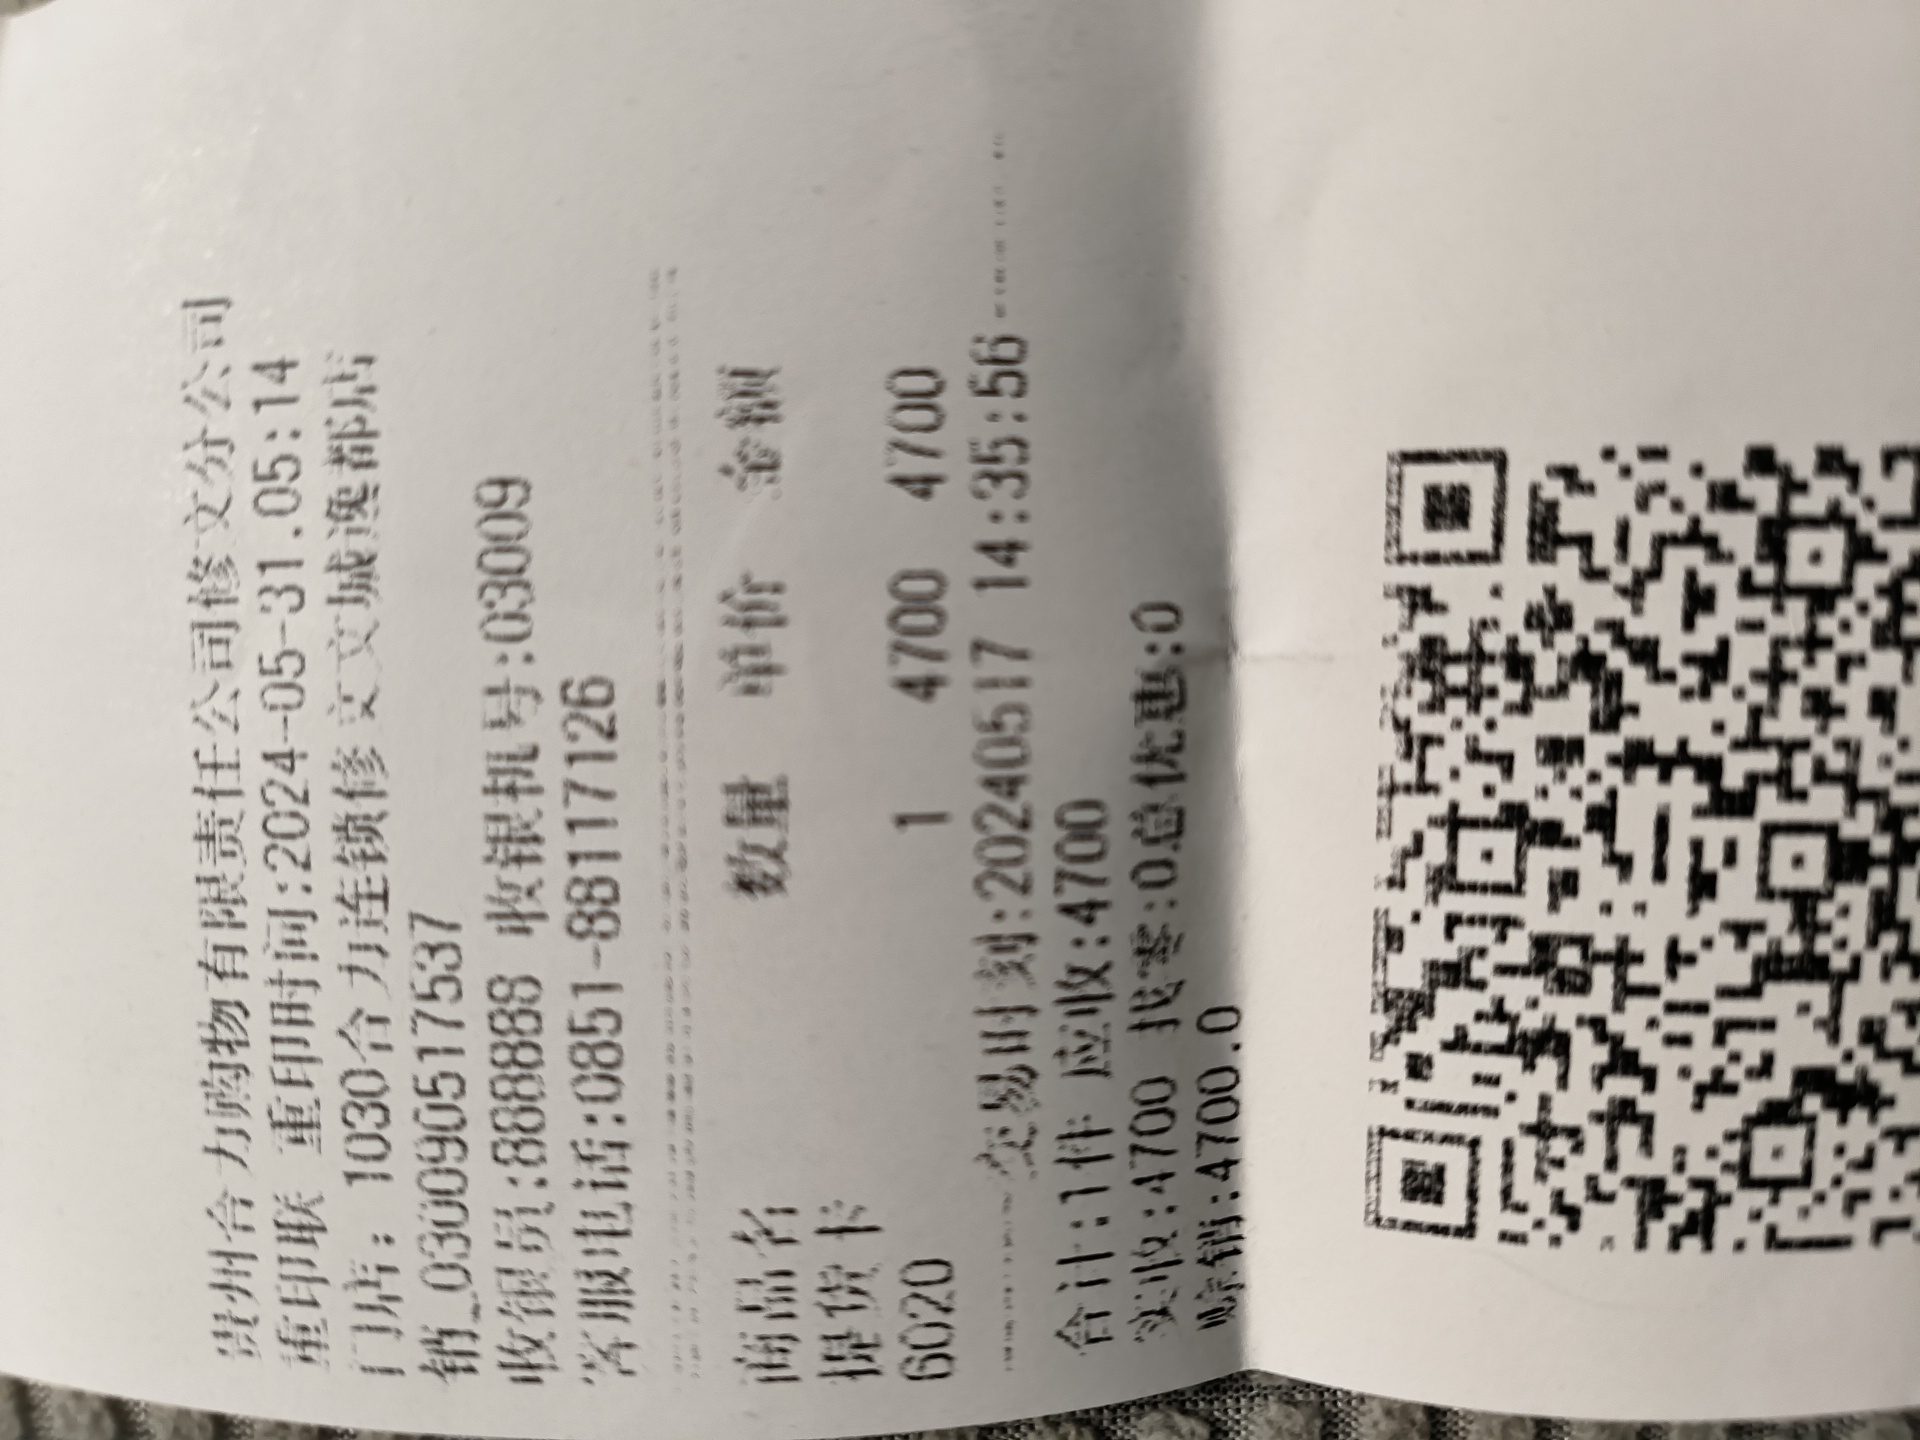 贵州合力购物有限责任公司修文分公司
重印联 重印时间:2024-05-31.05:14
门店: 1030合力连锁修文文城逸都店
销_030090517537
收银员:88888 收银机号:03009
客服电话:0851-88117126
商品名 数量 单价 金额
提货卡
6020 1 4700 4700
交易时刻:20240517 14:35:56
合计:1件 应收:4700
实收:4700 找零:0总优惠:0
赊销:4700.0